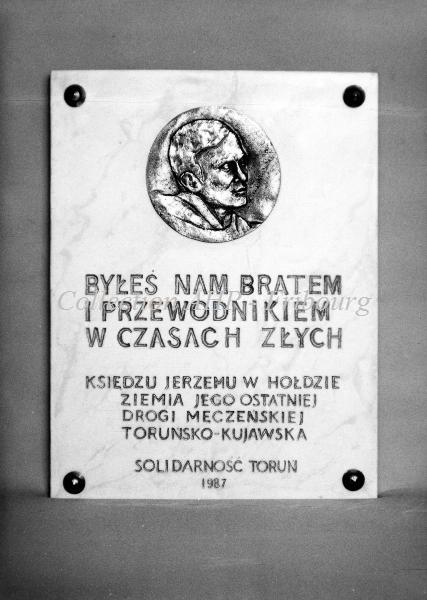 BYŁEŚ NAM BRATEM
I PRZEWODNIKIEM
W CZASACH ZŁYCH
KSIĘDZU JERZEMU W HOŁDZIE
ZIEMIA JEGO OSTATNIEJ
DROGI MĘCZEŃSKIEJ
TORUŃSKO-KUJAWSKA
SOLIDARNOŚĆ TORUŃ
1987